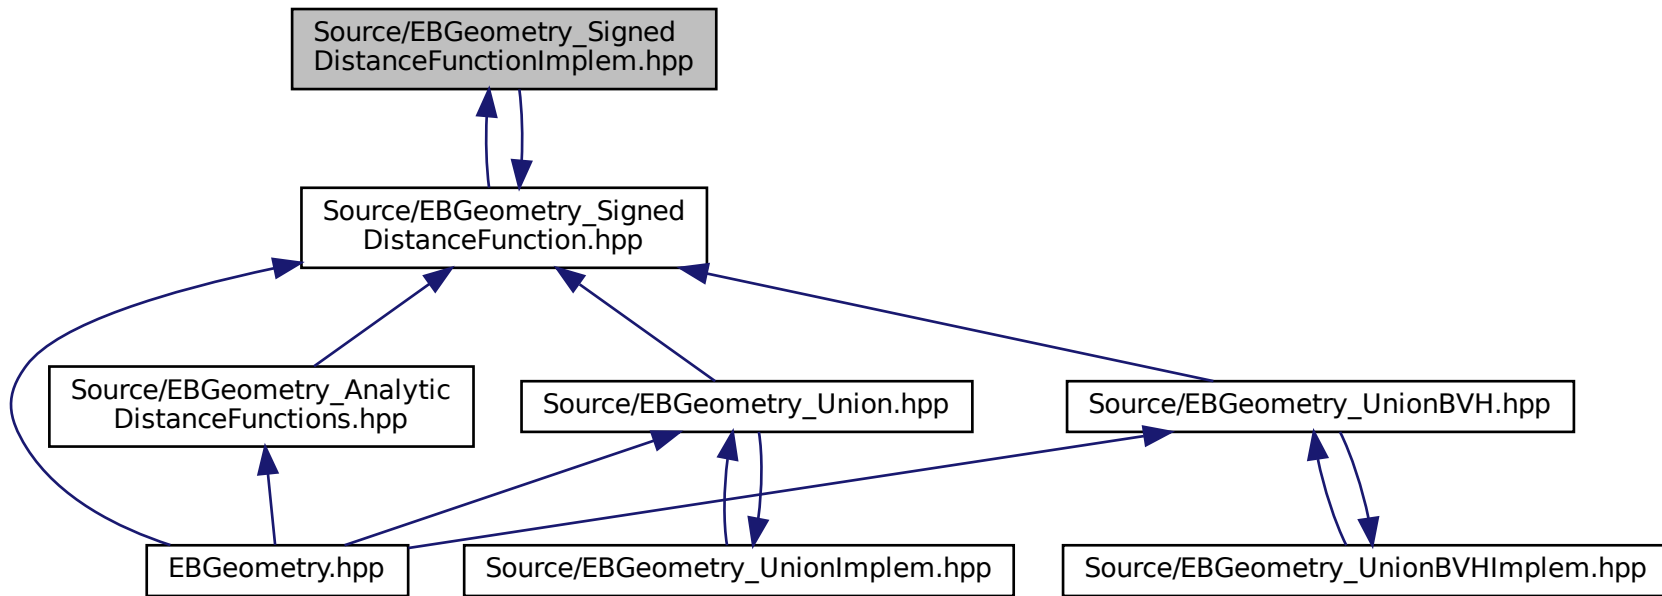 Source/EBGeometry_Signed
DistanceFunctionImplem.hpp
Source/EBGeometry_Signed
DistanceFunction.hpp
Source/EBGeometry_Analytic
DistanceFunctions.hpp
Source/EBGeometry_Union.hpp
Source/EBGeometry_UnionBVH.hpp
EBGeometry.hpp
Source/EBGeometry_UnionImplem.hpp
Source/EBGeometry_UnionBVHImplem.hpp